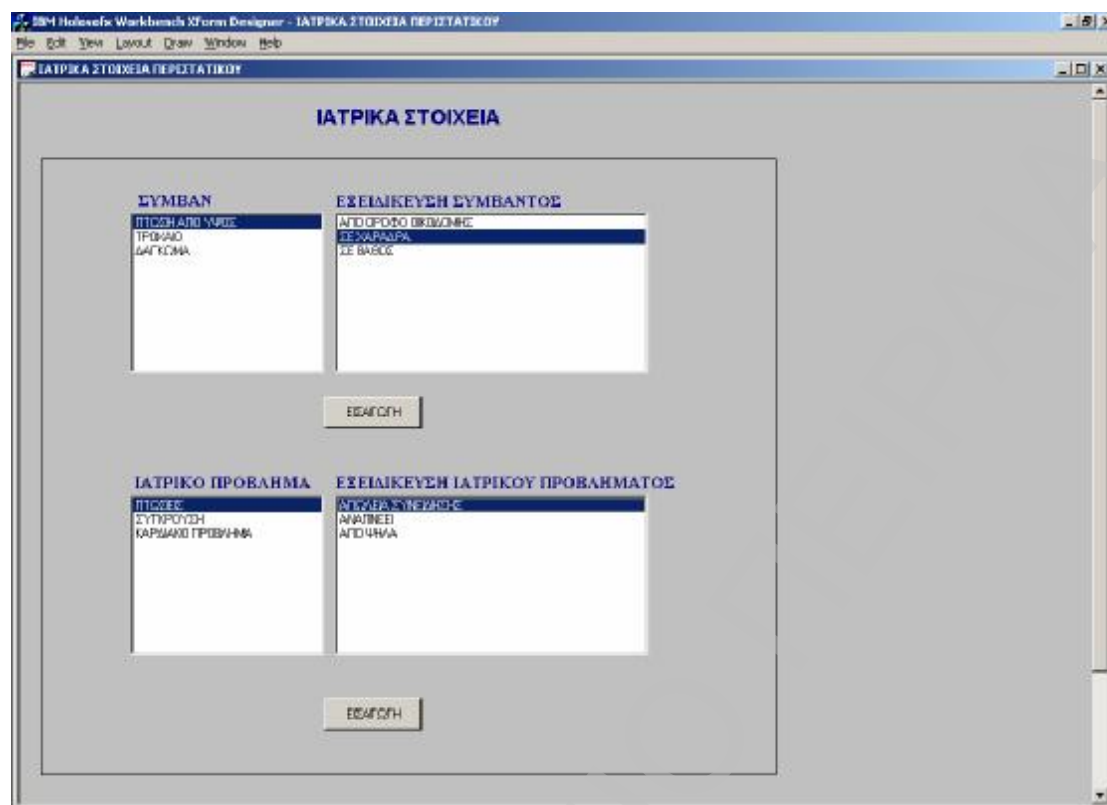 IBM Holosofx Workbench XForm Designer - ΙΑΤΡΙΚΑ ΣΤΟΙΧΕΙΑ ΠΕΡΙΣΤΑΤΙΚΟΥ
File Edit View Layout Draw Window Help
ΙΑΤΡΙΚΑ ΣΤΟΙΧΕΙΑ ΠΕΡΙΣΤΑΤΙΚΟΥ
ΙΑΤΡΙΚΑ ΣΤΟΙΧΕΙΑ
ΣΥΜΒΑΝ ΕΞΕΙΔΙΚΕΥΣΗ ΣΥΜΒΑΝΤΟΣ
ΠΤΩΣΗ ΑΠΟ ΥΨΟΣ ΑΠΟ ΟΡΟΦΟ ΟΙΚΟΔΟΜΗΣ
ΤΡΟΧΑΙΟ ΣΕ ΧΑΡΑΔΡΑ
ΔΑΓΚΩΜΑ ΣΕ ΒΑΘΟΣ
ΕΙΣΑΓΩΓΗ
ΙΑΤΡΙΚΟ ΠΡΟΒΛΗΜΑ ΕΞΕΙΔΙΚΕΥΣΗ ΙΑΤΡΙΚΟΥ ΠΡΟΒΛΗΜΑΤΟΣ
ΠΤΩΣΕΙΣ ΑΠΩΛΕΙΑ ΣΥΝΕΙΔΗΣΗΣ
ΣΥΓΚΡΟΥΣΗ ΑΝΑΠΝΕΕΙ
ΚΑΡΔΙΑΚΟ ΠΡΟΒΛΗΜΑ ΑΠΟ ΨΗΛΑ
ΕΙΣΑΓΩΓΗ